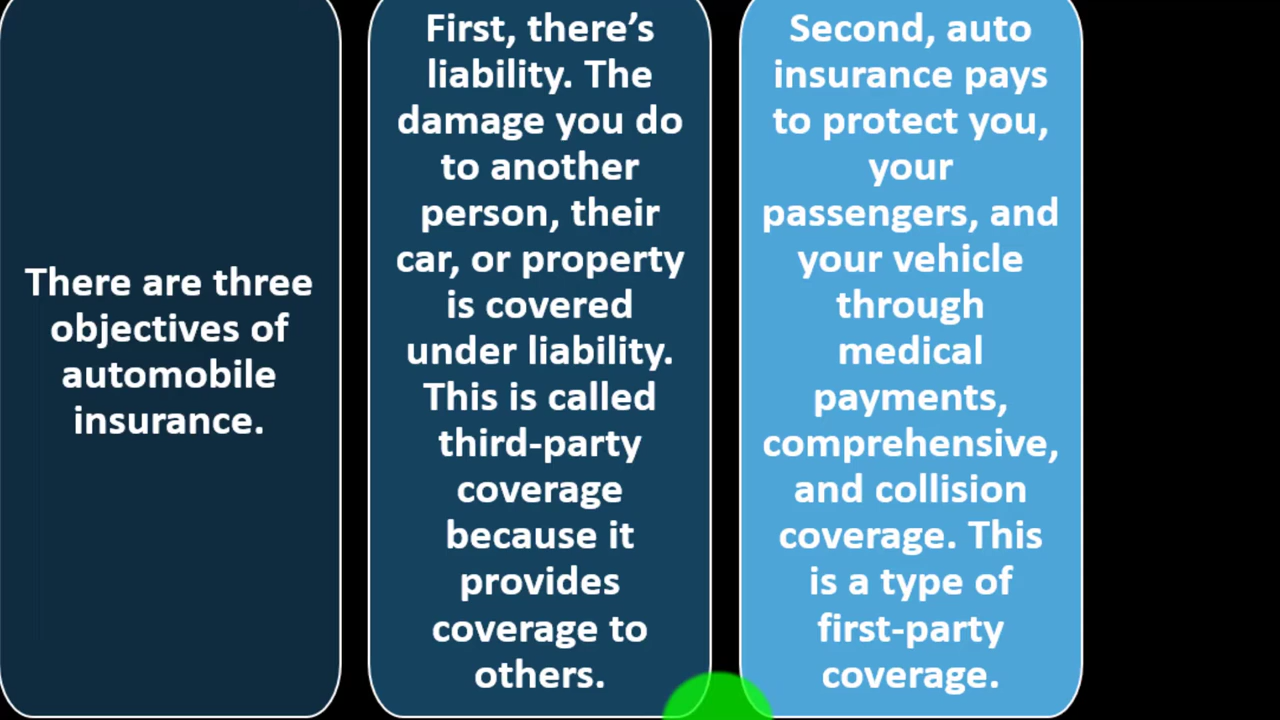 There are three
objectives of
automobile
insurance.
First, there’s
liability. The
damage you do
to another
person, their
car, or property
is covered
under liability.
This is called
third-party
coverage
because it
provides
coverage to
others.
Second, auto
insurance pays
to protect you,
your
passengers, and
your vehicle
through
medical
payments,
comprehensive,
and collision
coverage. This
is a type of
first-party
coverage.